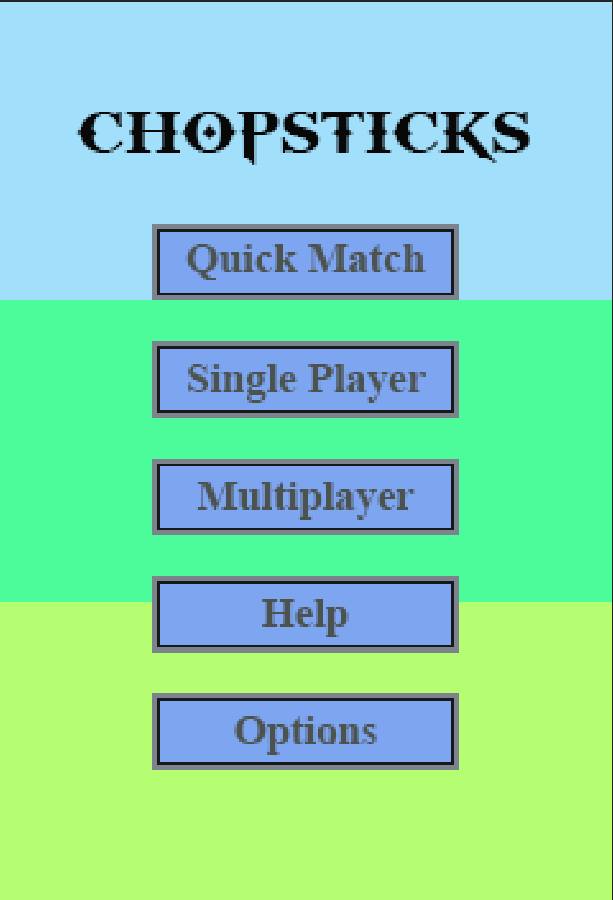 CHOPSTICKS
Quick Match
Single Player
Multiplayer
Help
Options